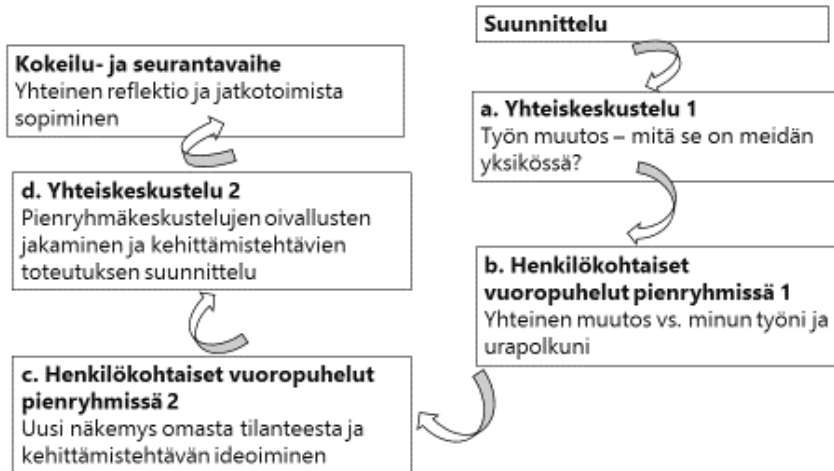 Suunnittelu
a. Yhteiskeskustelu 1
Työn muutos – mitä se on meidän
yksikössä?
b. Henkilökohtaiset
vuoropuhelut pienryhmissä 1
Yhteinen muutos vs. minun työni ja
urapolkuni
c. Henkilökohtaiset vuoropuhelut
pienryhmissä 2
Uusi näkemys omasta tilanteesta ja
kehittämistehtävän ideoiminen
d. Yhteiskeskustelu 2
Pienryhmäkeskustelujen oivallusten
jakaminen ja kehittämistehtävien
toteutuksen suunnittelu
Kokeilu- ja seurantavaihe
Yhteinen reflektio ja jatkotoimista
sopiminen